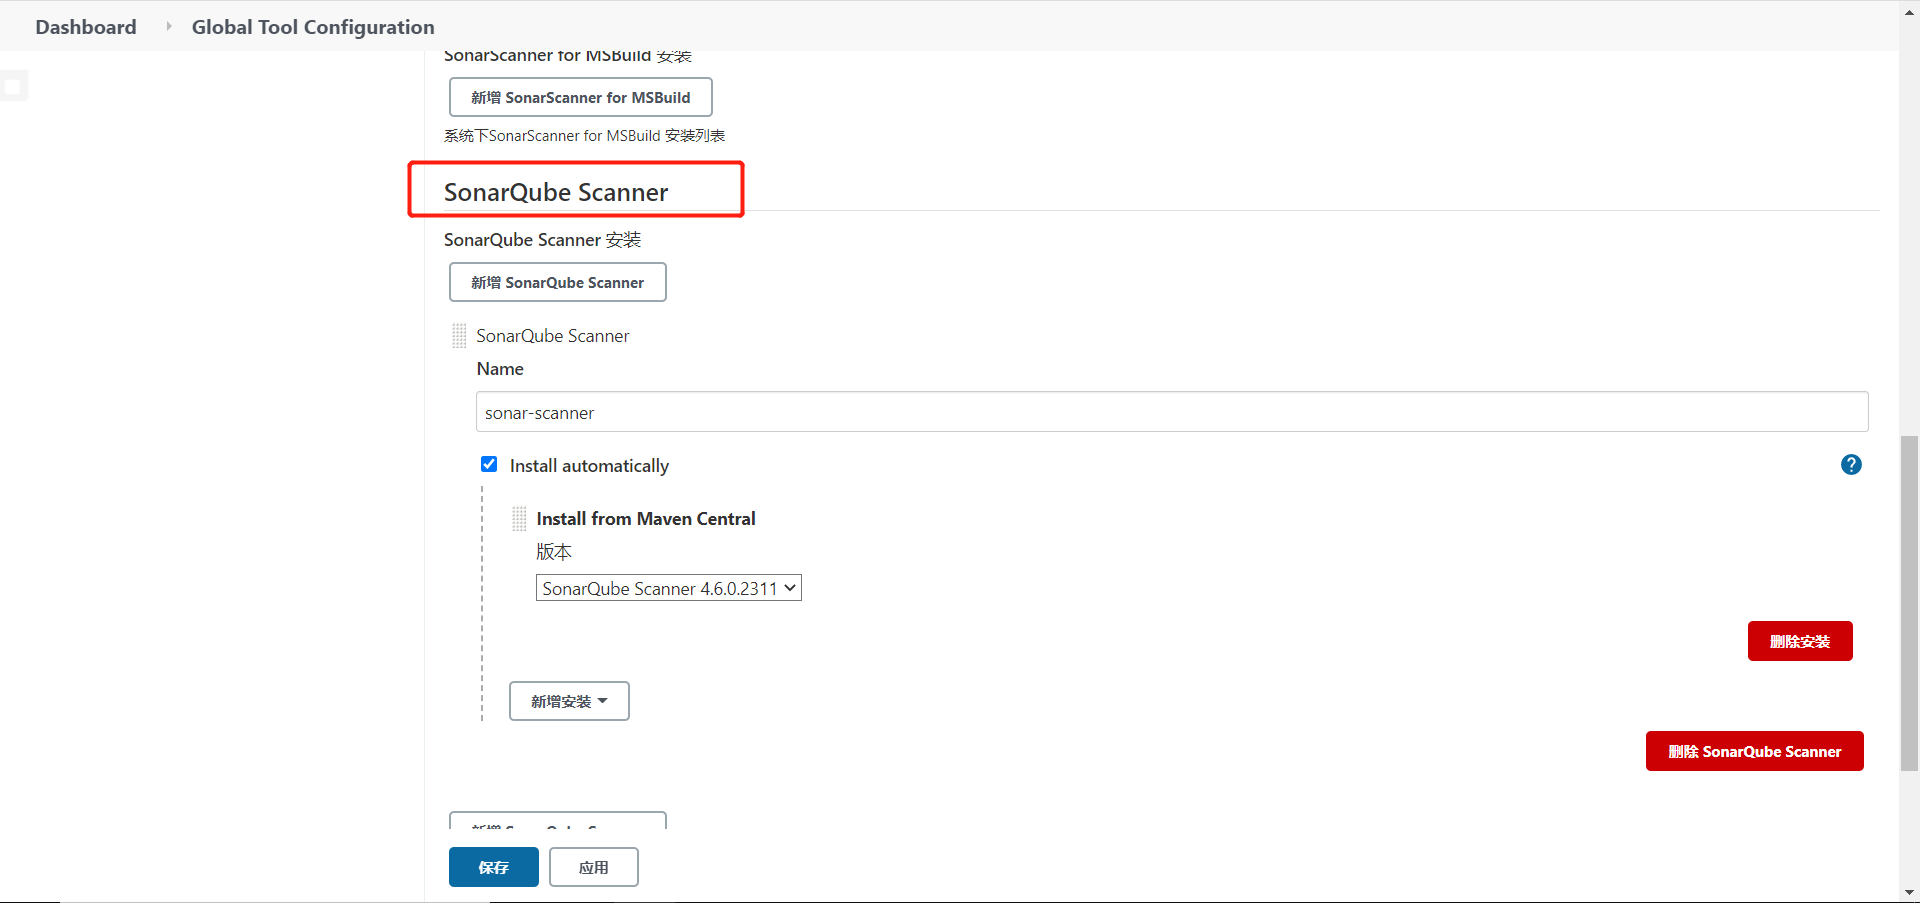 Dashboard
Global Tool Configuration
SonarScanner for MSBuild 安装
新增 SonarScanner for MSBuild
系统下SonarScanner for MSBuild 安装列表
SonarQube Scanner
SonarQube Scanner 安装
新增 SonarQube Scanner
SonarQube Scanner
Name
sonar-scanner
Install automatically
?
Install from Maven Central
版本
SonarQube Scanner 4.6.0.2311
删除安装
新增安装
删除 SonarQube Scanner
新增 SonarQube Scanner
保存
应用